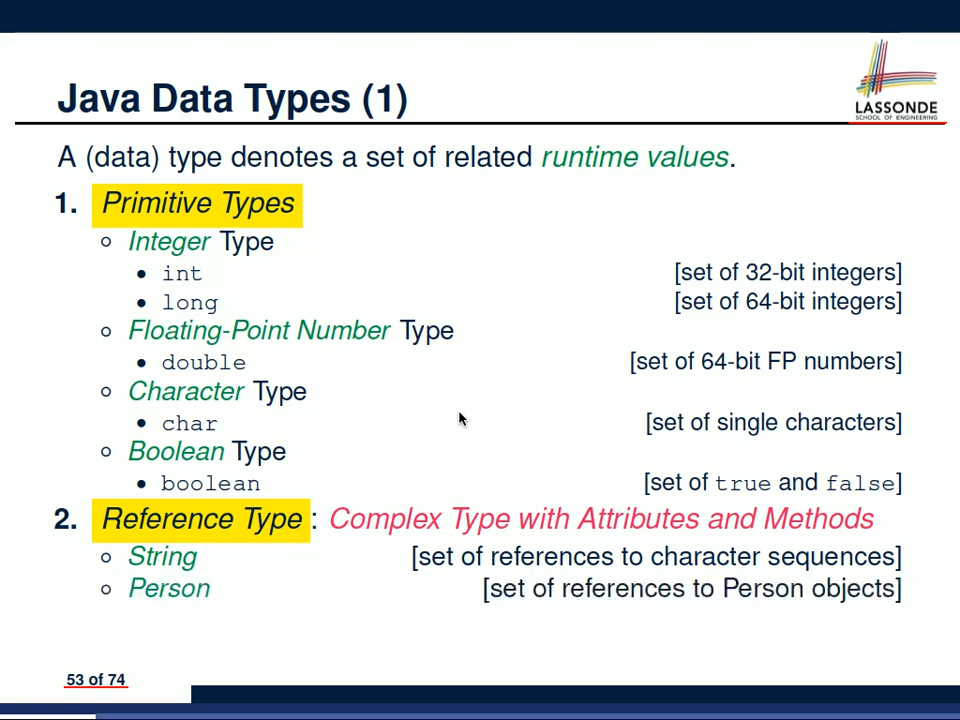 Java Data Types (1)
LASSONDE
SCHOOL OF ENGINEERING
A (data) type denotes a set of related runtime values.
1. Primitive Types
○ Integer Type
• int [set of 32-bit integers]
• long [set of 64-bit integers]
○ Floating-Point Number Type
• double [set of 64-bit FP numbers]
○ Character Type
• char [set of single characters]
○ Boolean Type
• boolean [set of true and false]
2. Reference Type : Complex Type with Attributes and Methods
○ String [set of references to character sequences]
○ Person [set of references to Person objects]
53 of 74